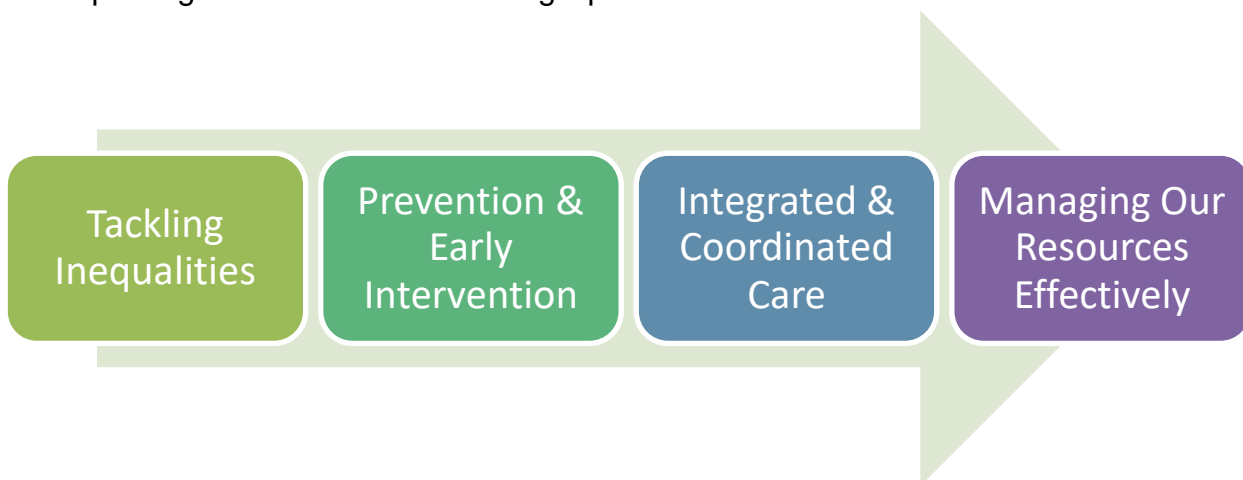 Tackling
Inequalities
Prevention &
Early
Intervention
Integrated &
Coordinated
Care
Managing Our
Resources
Effectively